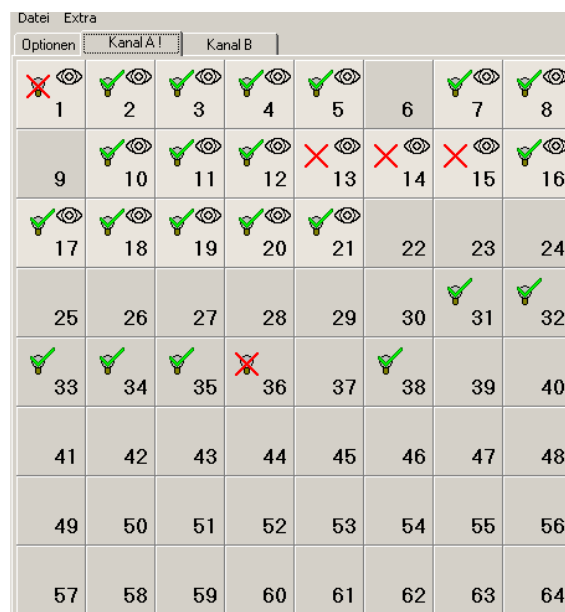 Datei Extra
Optionen Kanal A ! Kanal B
1 2 3 4 5 6 7 8
9 10 11 12 13 14 15 16
17 18 19 20 21 22 23 24
25 26 27 28 29 30 31 32
33 34 35 36 37 38 39 40
41 42 43 44 45 46 47 48
49 50 51 52 53 54 55 56
57 58 59 60 61 62 63 64